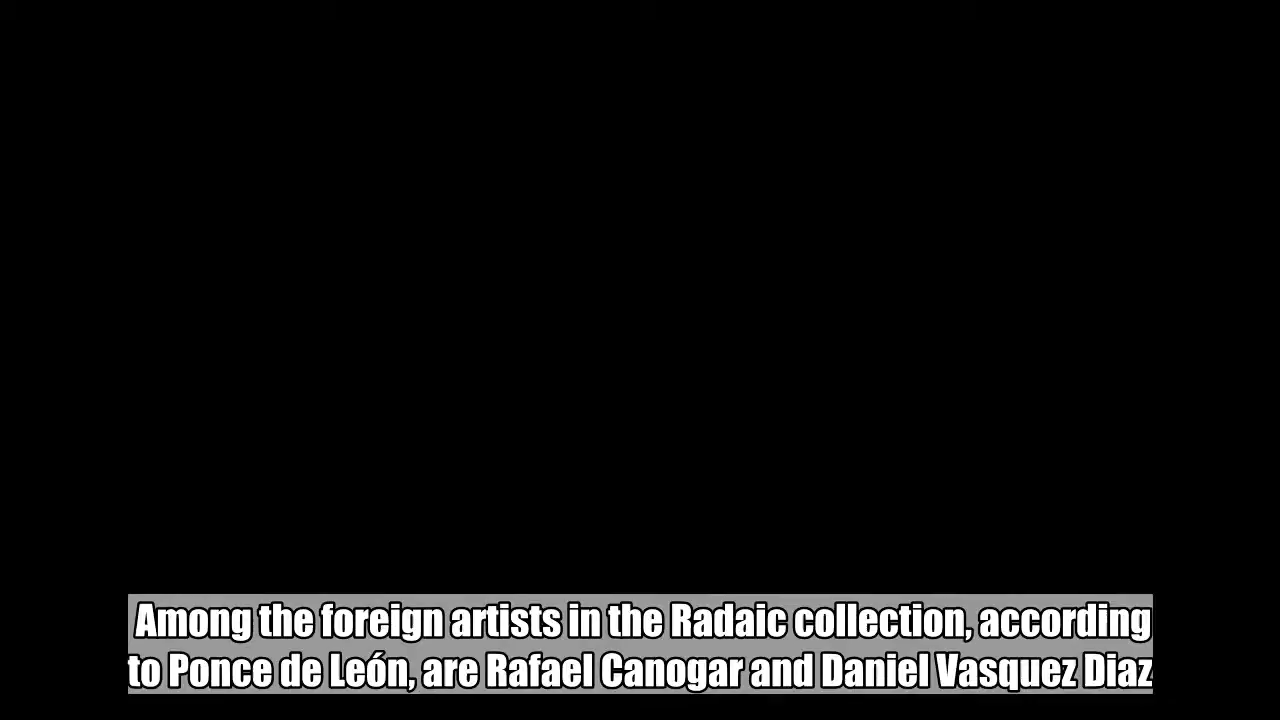 Among the foreign artists in the Radaic collection, according
to Ponce de León, are Rafael Canogar and Daniel Vasquez Diaz